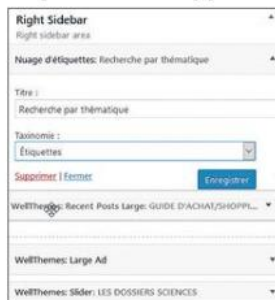 Right Sidebar
Right sidebar area
Nuage d'étiquettes: Recherche par thématique
Titre :
Recherche par thématique
Taxinomie :
Étiquettes
Supprimer | Fermer
Enregistrer
WellThemes: Recent Posts Large: GUIDE D'ACHAT/SHOPPI...
WellThemes: Large Ad
WellThemes: Slider: LES DOSSIERS SCIENCES